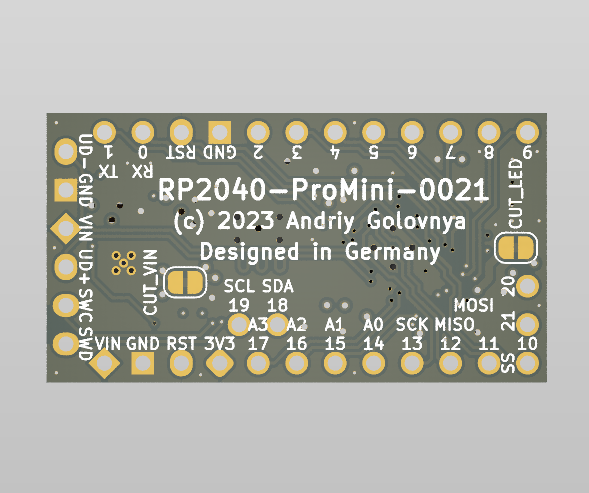 1 0 RST GND 2 3 4 5 6 7 8 9
TX RX
UD- GND VIN UD+ SWC SWD
RP2040-ProMini-0021
(c) 2023 Andriy Golovnya
Designed in Germany
CUT_LED
CUT_VIN
SCL SDA
19 18
20
21
MOSI
A3 A2 A1 A0 SCK MISO
VIN GND RST 3V3 17 16 15 14 13 12 11 10
SS